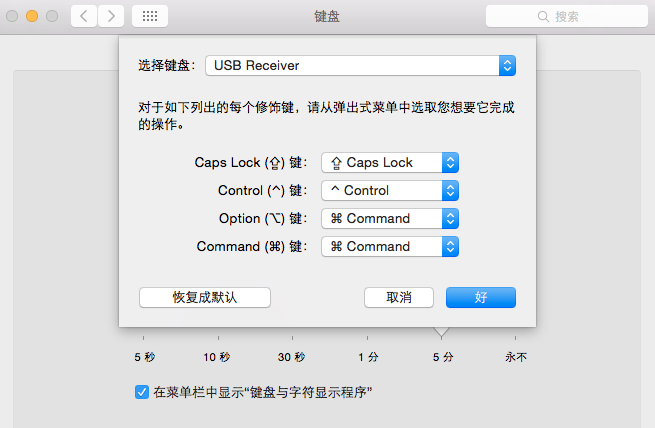 键盘
搜索
选择键盘： USB Receiver
对于如下列出的每个修饰键，请从弹出式菜单中选取您想要它完成
的操作。
Caps Lock (⇪) 键： ⇪ Caps Lock
Control (^) 键： ^ Control
Option (⌥) 键： ⌘ Command
Command (⌘) 键： ⌘ Command
恢复成默认 取消 好
5 秒 10 秒 30 秒 1 分 5 分 永不
在菜单栏中显示“键盘与字符显示程序”